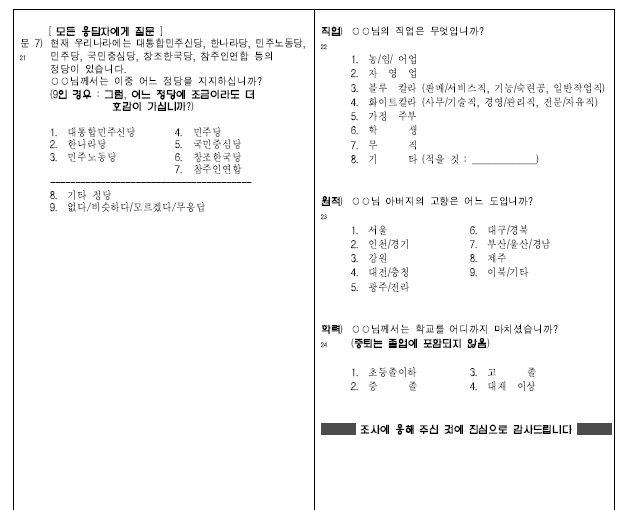 [ 모든 응답자에게 질문 ]
문 7) 현재 우리나라에는 대통합민주신당, 한나라당, 민주노동당,
21 민주당, 국민중심당, 창조한국당, 참주인연합 등의
정당이 있습니다.
○○님께서는 이중 어느 정당을 지지하십니까?
(9인 경우 : 그럼, 어느 정당에 조금이라도 더
호감이 가십니까?)
1. 대통합민주신당 4. 민주당
2. 한나라당 5. 국민중심당
3. 민주노동당 6. 창조한국당
7. 참주인연합
8. 기타 정당
9. 없다/비슷하다/모르겠다/무응답
직업) ○○님의 직업은 무엇입니까?
22
1. 농/임/ 어업
2. 자 영 업
3. 블루 칼라 (판매/서비스직, 기능/숙련공, 일반작업직)
4. 화이트칼라 (사무/기술직, 경영/관리직, 전문/자유직)
5. 가정 주부
6. 학 생
7. 무 직
8. 기 타 (적을 것 : ____________)
원적) ○○님 아버지의 고향은 어느 도입니까?
23
1. 서울 6. 대구/경북
2. 인천/경기 7. 부산/울산/경남
3. 강원 8. 제주
4. 대전/충청 9. 이북/기타
5. 광주/전라
학력) ○○님께서는 학교를 어디까지 마치셨습니까?
24 (중퇴는 졸업에 포함되지 않음)
1. 초등졸이하 3. 고 졸
2. 중 졸 4. 대재 이상
조사에 응해 주신 것에 진심으로 감사드립니다